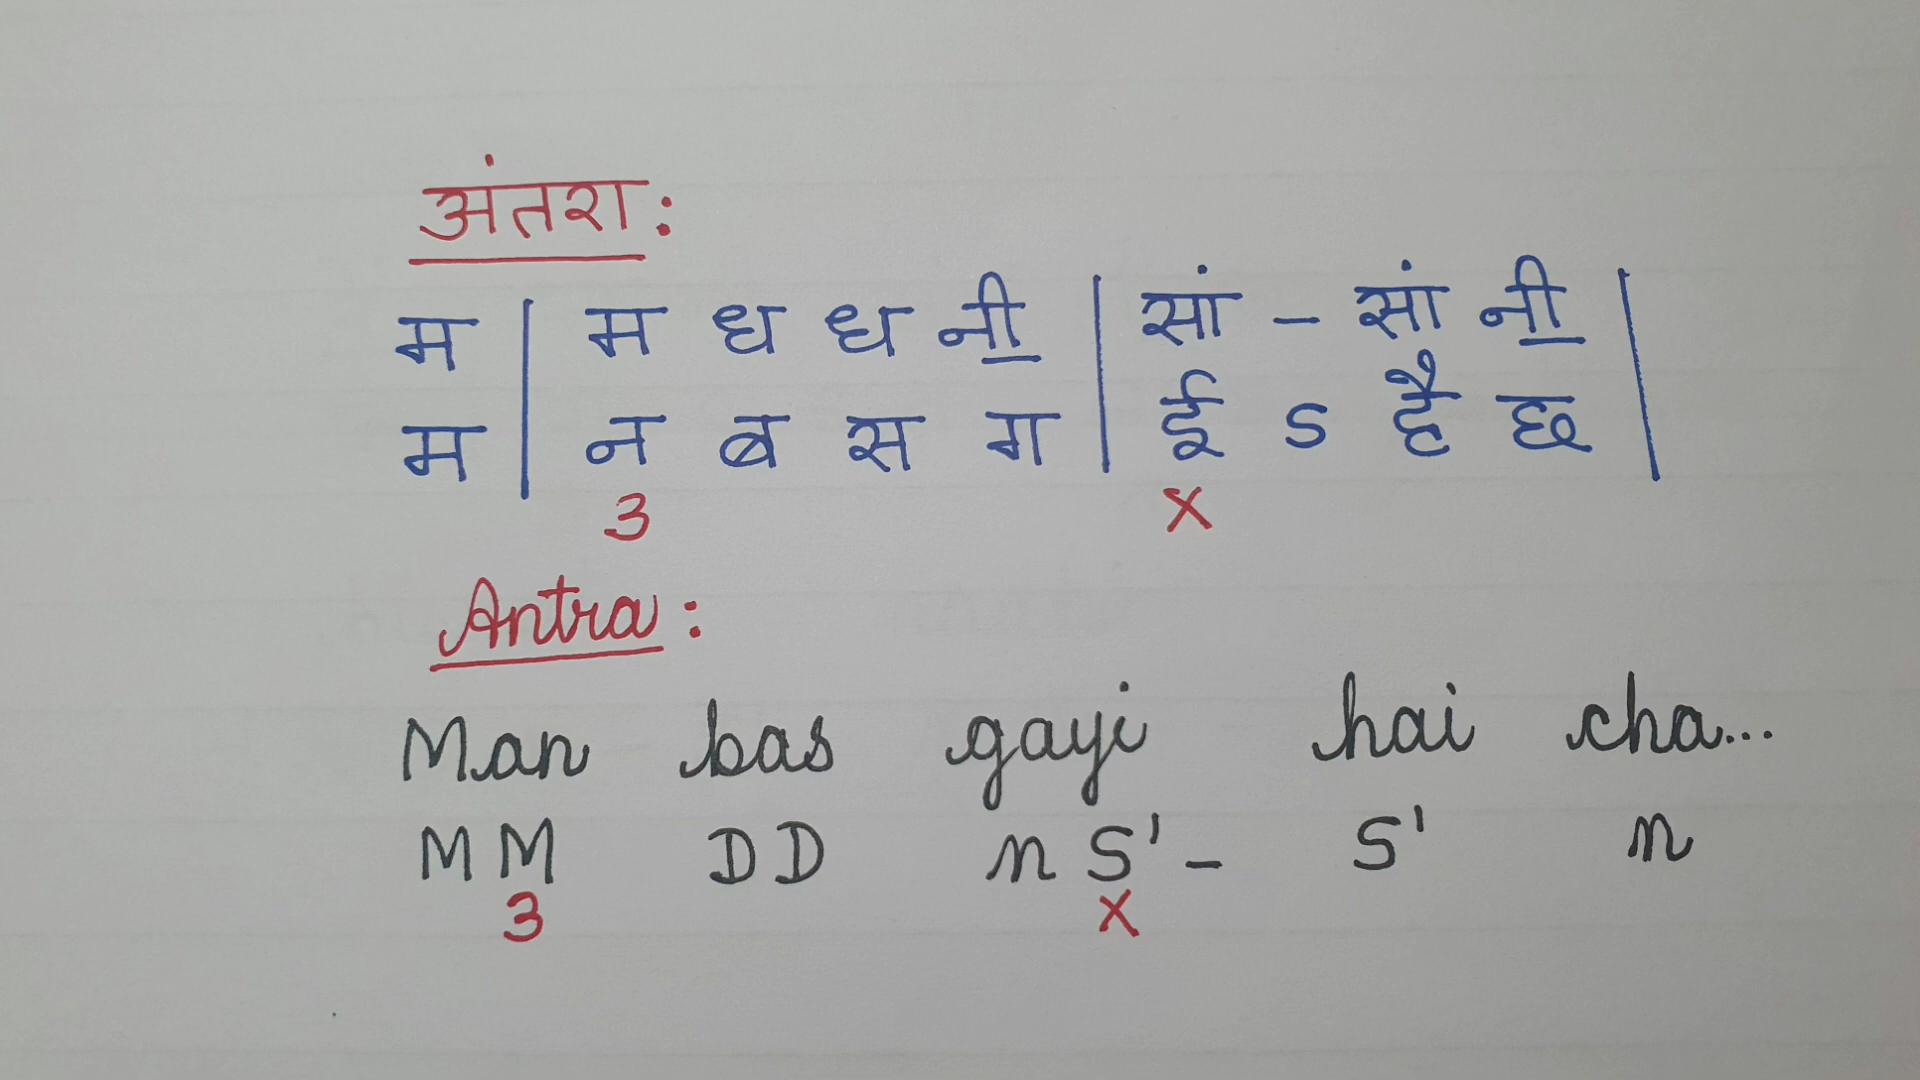 अंतरा :
म | म ध ध नी॒ | सां – सां नी॒ |
म | न ब स ग | ई ऽ है छ |
3 x
Antra :
Man bas gayi hai cha...
M M D D n S' – S' n
3 x